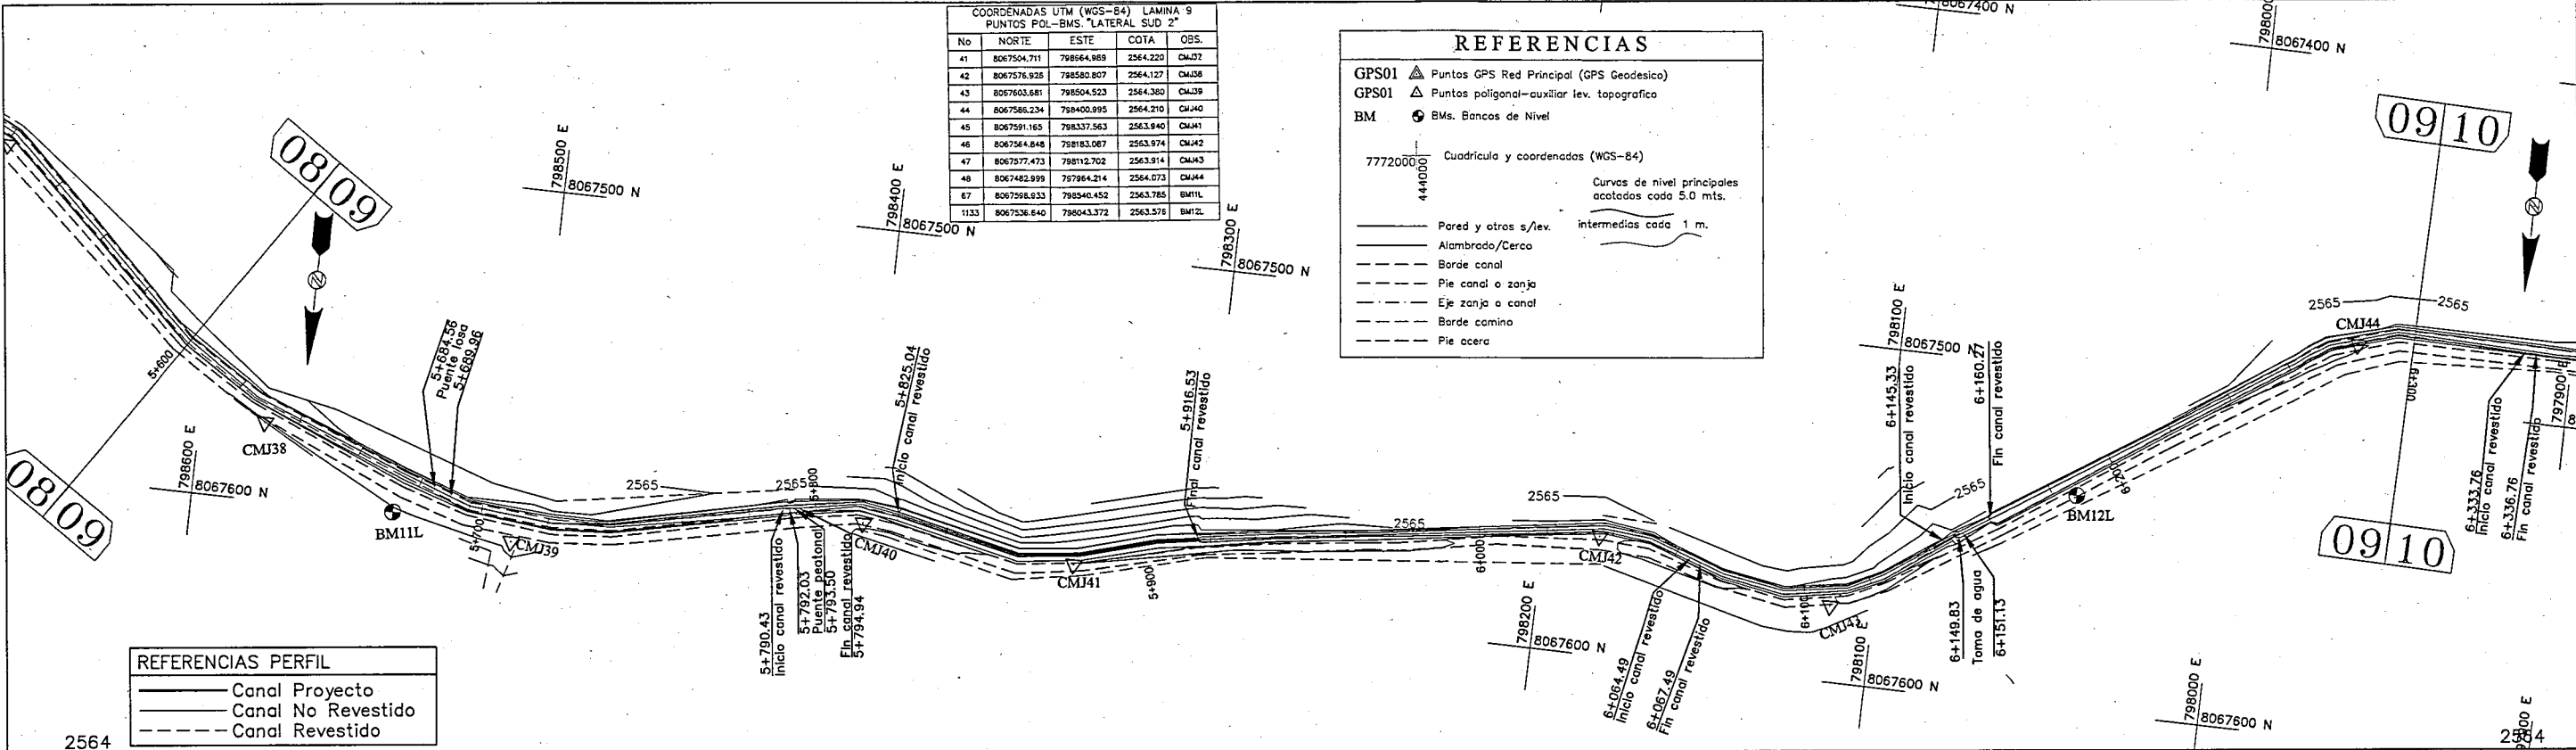 COORDENADAS UTM (WGS-84) LAMINA 9
PUNTOS POL-BMS. "LATERAL SUD 2"
No NORTE ESTE COTA OBS.
41 8067504.711 798664.989 2564.220 CMJ37
42 8067576.928 798580.807 2564.127 CMJ38
43 8067603.681 798504.523 2564.380 CMJ39
44 8067586.234 798400.995 2564.210 CMJ40
45 8067591.165 798337.563 2563.940 CMJ41
46 8067564.848 798183.087 2563.974 CMJ42
47 8067577.473 798112.702 2563.914 CMJ43
48 8067482.999 797964.214 2564.073 CMJ44
67 8067598.933 798540.452 2563.785 BM11L
1133 8067536.640 798043.372 2563.576 BM12L
REFERENCIAS
GPS01 Puntos GPS Red Principal (GPS Geodesico)
GPS01 Puntos poligonal-auxiliar lev. topografico
BM BMs. Bancos de Nivel
7772000
444000
Cuadricula y coordenadas (WGS-84)
Curvas de nivel principales
acotados cada 5.0 mts.
intermedias cada 1 m.
Pared y otros s/lev.
Alambrado/Cerco
Borde canal
Pie canal o zanja
Eje zanja o canal
Borde camino
Pie acera
8067400 N
798000
8067400 N
08 09
08 09
09 10
09 10
798500 E
8067500 N
798400 E
8067500 N
798300 E
8067500 N
798100 E
8067500 N
797900 E
798600 E
8067600 N
798200 E
8067600 N
798100 E
8067600 N
798000 E
8067600 N
5+600
CMJ38
BM11L
5+684.56
Puente losa
5+689.96
5+700
CMJ39
2565
2565
5+800
5+790.43
Inicio canal revestido
5+792.03
Puente peatonal
5+793.50
Fin canal revestido
5+794.94
CMJ40
5+825.04
Inicio canal revestido
CMJ41
5+900
5+916.53
Final canal revestido
2565
6+000
2565
CMJ42
6+064.49
Inicio canal revestido
6+067.49
Fin canal revestido
6+100
CMJ43
6+145.33
Inicio canal revestido
6+149.83
Toma de agua
6+151.13
2565
6+160.27
Fin canal revestido
BM12L
6+200
CMJ44
2565
2565
6+300
6+333.76
Inicio canal revestido
6+336.76
Fin canal revestido
REFERENCIAS PERFIL
Canal Proyecto
Canal No Revestido
Canal Revestido
2564
2564